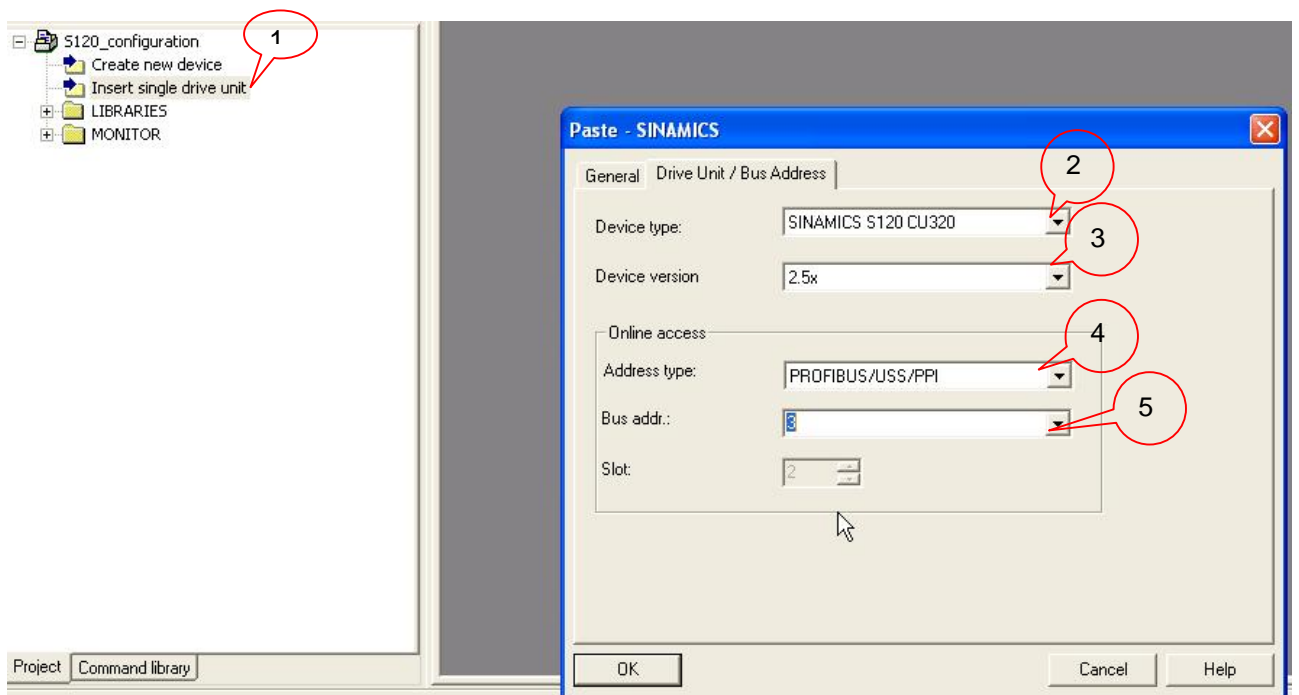 S120_configuration
1
Create new device
Insert single drive unit
LIBRARIES
MONITOR
Paste - SINAMICS
General
Drive Unit / Bus Address
2
Device type:
SINAMICS S120 CU320
3
Device version
2.5x
Online access
4
Address type:
PROFIBUS/USS/PPI
5
Bus addr.:
3
Slot:
2
Project
Command library
OK
Cancel
Help